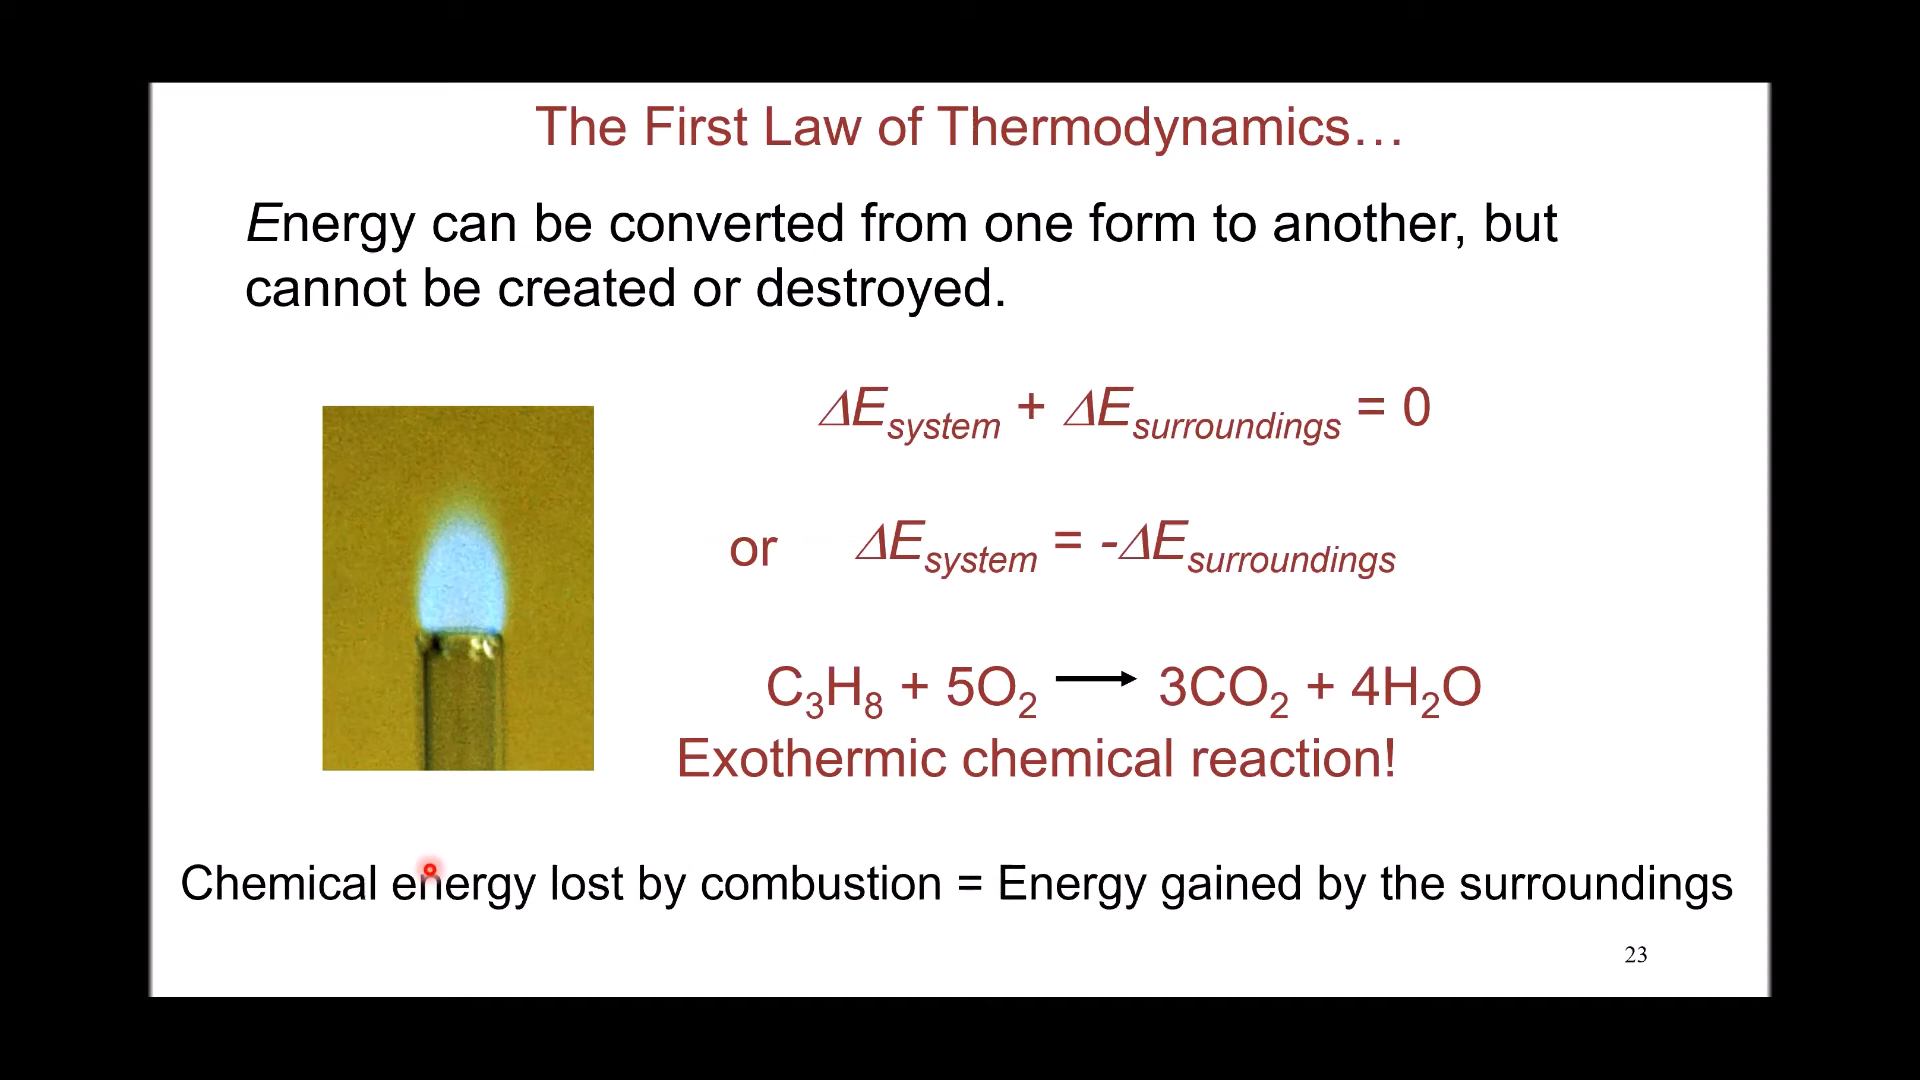 The First Law of Thermodynamics…
Energy can be converted from one form to another, but
cannot be created or destroyed.
ΔEsystem + ΔEsurroundings = 0
or ΔEsystem = -ΔEsurroundings
C₃H₈ + 5O₂ ⟶ 3CO₂ + 4H₂O
Exothermic chemical reaction!
Chemical energy lost by combustion = Energy gained by the surroundings
23